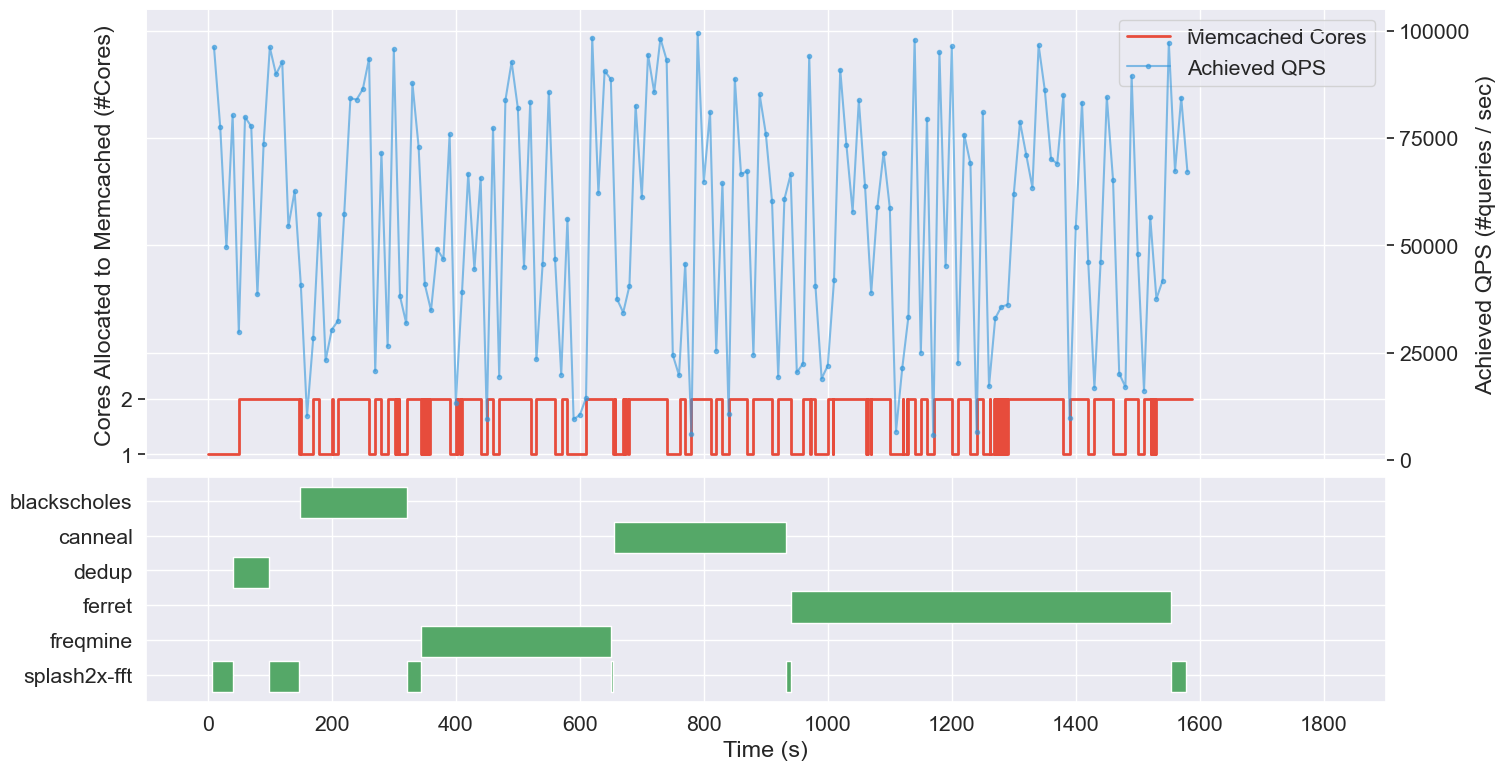 Cores Allocated to Memcached (#Cores)
2
1
Memcached Cores
Achieved QPS
100000
75000
50000
25000
0
Achieved QPS (#queries / sec)
blackscholes
canneal
dedup
ferret
freqmine
splash2x-fft
0 200 400 600 800 1000 1200 1400 1600 1800
Time (s)